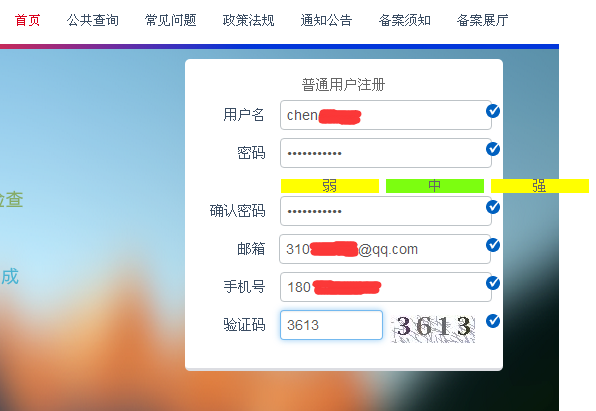 首页 公共查询 常见问题 政策法规 通知公告 备案须知 备案展厅
普通用户注册
用户名 chen
密码 •••••••••••
弱 中 强
确认密码 •••••••••••
检查
邮箱 310 @qq.com
成
手机号 180
验证码 3613 3613